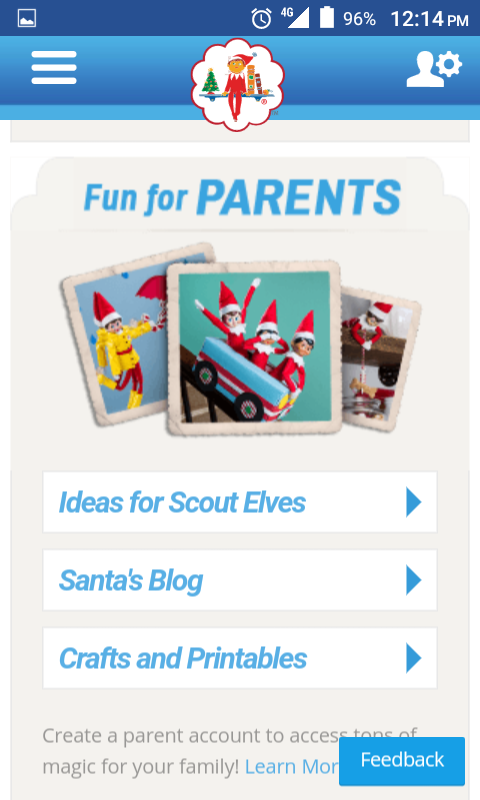 4G 96% 12:14 PM
Fun for PARENTS
Ideas for Scout Elves
Santa's Blog
Crafts and Printables
Create a parent account to access tons of
magic for your family! Learn Mor
Feedback